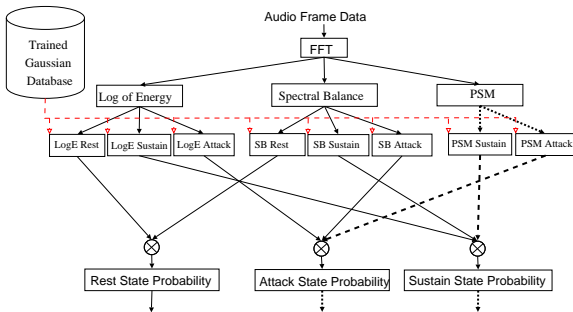 Audio Frame Data
Trained
Gaussian
Database
FFT
Log of Energy
Spectral Balance
PSM
LogE Rest
LogE Sustain
LogE Attack
SB Rest
SB Sustain
SB Attack
PSM Sustain
PSM Attack
Rest State Probability
Attack State Probability
Sustain State Probability